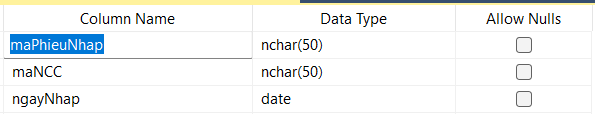 Column Name Data Type Allow Nulls
maPhieuNhap nchar(50)
maNCC nchar(50)
ngayNhap date